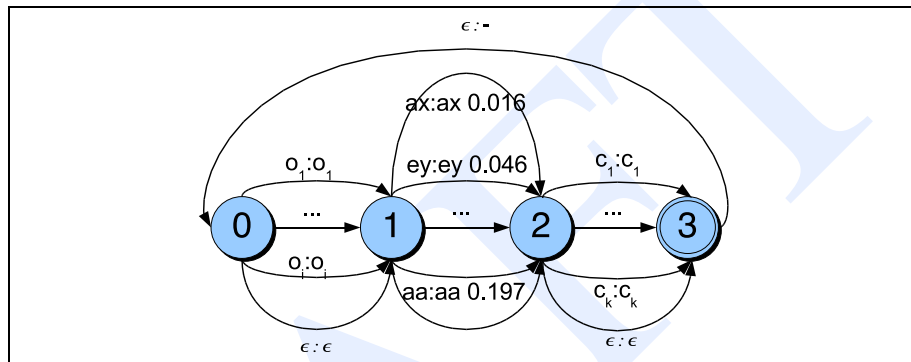 ϵ:-
ax:ax 0.016
o₁:o₁ ey:ey 0.046 c₁:c₁
... ... ...
0 1 2 3
oᵢ:oᵢ aa:aa 0.197 cₖ:cₖ
ϵ:ϵ ϵ:ϵ